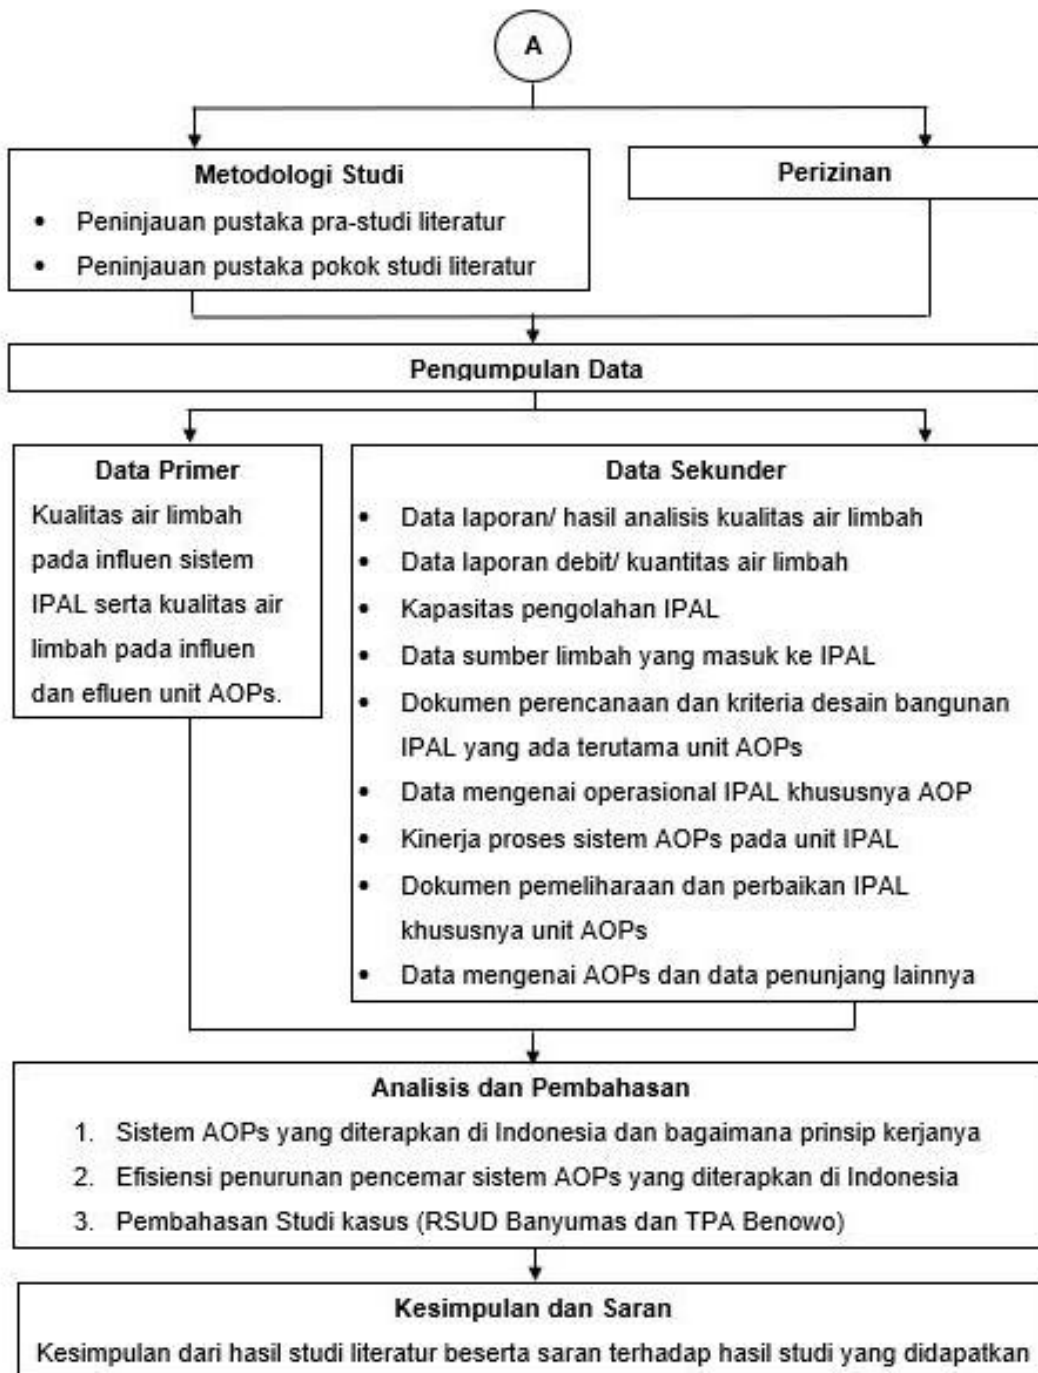 A
Metodologi Studi
• Peninjauan pustaka pra-studi literatur
• Peninjauan pustaka pokok studi literatur
Perizinan
Pengumpulan Data
Data Primer
Kualitas air limbah
pada influen sistem
IPAL serta kualitas air
limbah pada influen
dan efluen unit AOPs.
Data Sekunder
• Data laporan/ hasil analisis kualitas air limbah
• Data laporan debit/ kuantitas air limbah
• Kapasitas pengolahan IPAL
• Data sumber limbah yang masuk ke IPAL
• Dokumen perencanaan dan kriteria desain bangunan
IPAL yang ada terutama unit AOPs
• Data mengenai operasional IPAL khususnya AOP
• Kinerja proses sistem AOPs pada unit IPAL
• Dokumen pemeliharaan dan perbaikan IPAL
khususnya unit AOPs
• Data mengenai AOPs dan data penunjang lainnya
Analisis dan Pembahasan
1. Sistem AOPs yang diterapkan di Indonesia dan bagaimana prinsip kerjanya
2. Efisiensi penurunan pencemar sistem AOPs yang diterapkan di Indonesia
3. Pembahasan Studi kasus (RSUD Banyumas dan TPA Benowo)
Kesimpulan dan Saran
Kesimpulan dari hasil studi literatur beserta saran terhadap hasil studi yang didapatkan